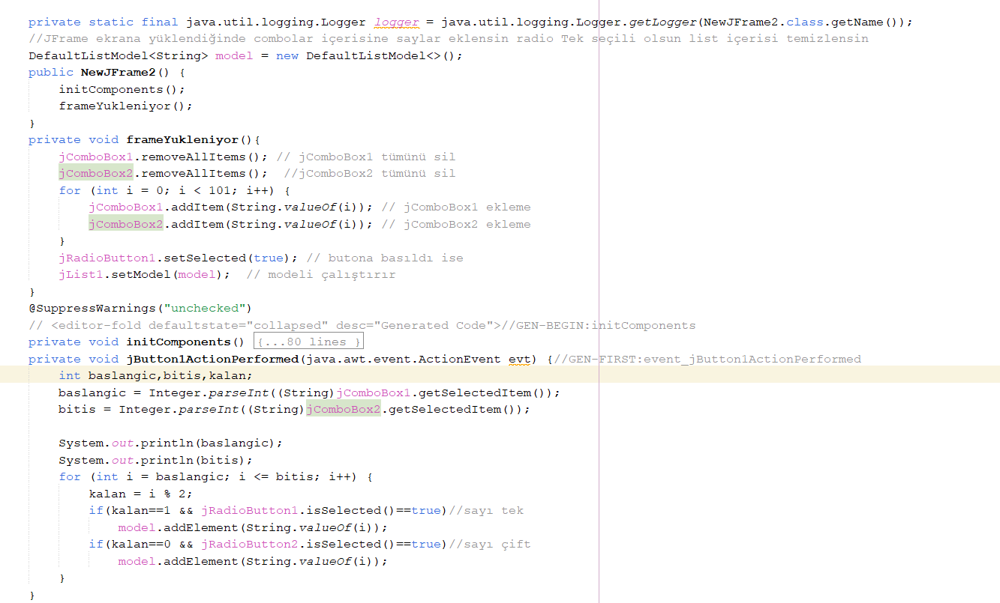 private static final java.util.logging.Logger logger = java.util.logging.Logger.getLogger(NewJFrame2.class.getName());
//JFrame ekrana yüklendiğinde combolar içerisine saylar eklensin radio Tek seçili olsun list içerisi temizlensin
DefaultListModel<String> model = new DefaultListModel<>();
public NewJFrame2() {
    initComponents();
    frameYukleniyor();
}
private void frameYukleniyor(){
    jComboBox1.removeAllItems(); // jComboBox1 tümünü sil
    jComboBox2.removeAllItems();  //jComboBox2 tümünü sil
    for (int i = 0; i < 101; i++) {
        jComboBox1.addItem(String.valueOf(i)); // jComboBox1 ekleme
        jComboBox2.addItem(String.valueOf(i)); // jComboBox2 ekleme
    }
    jRadioButton1.setSelected(true); // butona basıldı ise
    jList1.setModel(model);  // modeli çalıştırır
}
@SuppressWarnings("unchecked")
// <editor-fold defaultstate="collapsed" desc="Generated Code">//GEN-BEGIN:initComponents
private void initComponents() {...80 lines }
private void jButton1ActionPerformed(java.awt.event.ActionEvent evt) {//GEN-FIRST:event_jButton1ActionPerformed
    int baslangic,bitis,kalan;
    baslangic = Integer.parseInt((String)jComboBox1.getSelectedItem());
    bitis = Integer.parseInt((String)jComboBox2.getSelectedItem());
    System.out.println(baslangic);
    System.out.println(bitis);
    for (int i = baslangic; i <= bitis; i++) {
        kalan = i % 2;
        if(kalan==1 && jRadioButton1.isSelected()==true)//sayı tek
            model.addElement(String.valueOf(i));
        if(kalan==0 && jRadioButton2.isSelected()==true)//sayı çift
            model.addElement(String.valueOf(i));
    }
}